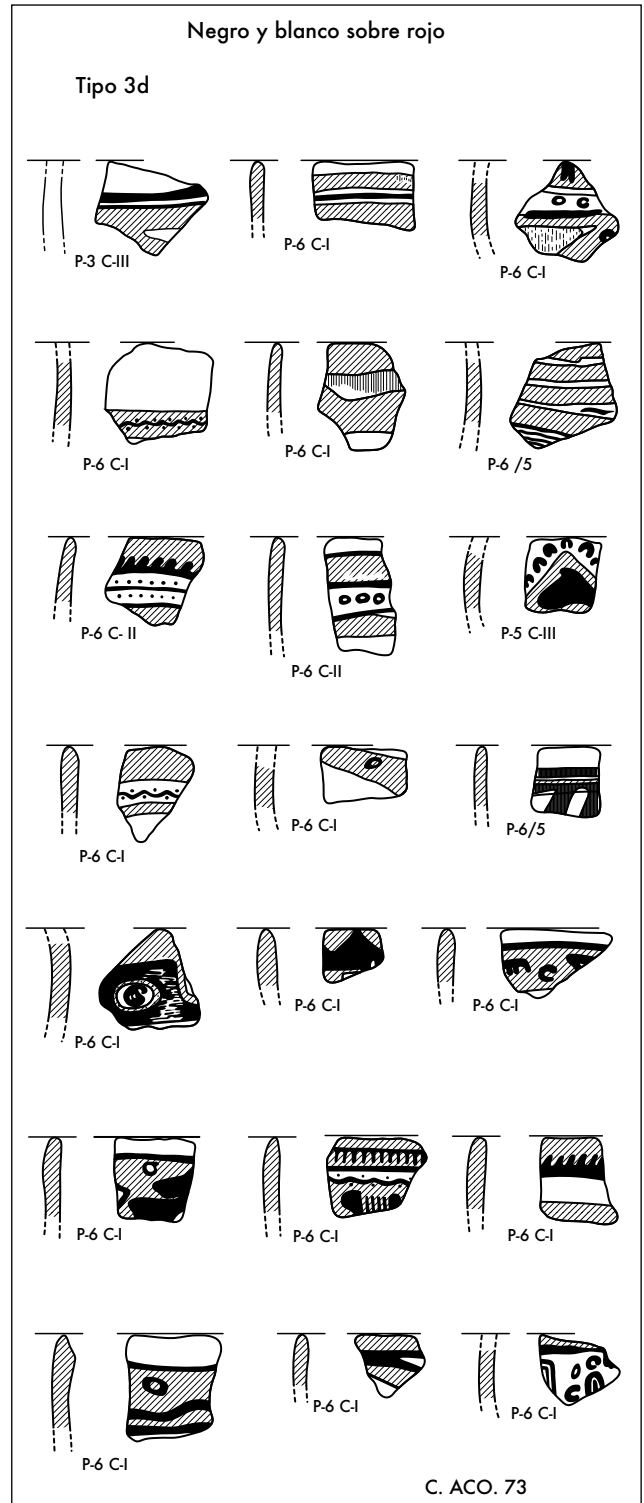 Negro y blanco sobre rojo
Tipo 3d
P-3 C-III
P-6 C-I
P-6 C-I
P-6 C-I
P-6 C-I
P-6 /5
P-6 C- II
P-6 C-II
P-5 C-III
P-6 C-I
P-6 C-I
P-6/5
P-6 C-I
P-6 C-I
P-6 C-I
P-6 C-I
P-6 C-I
P-6 C-I
P-6 C-I
P-6 C-I
P-6 C-I
C. ACO. 73